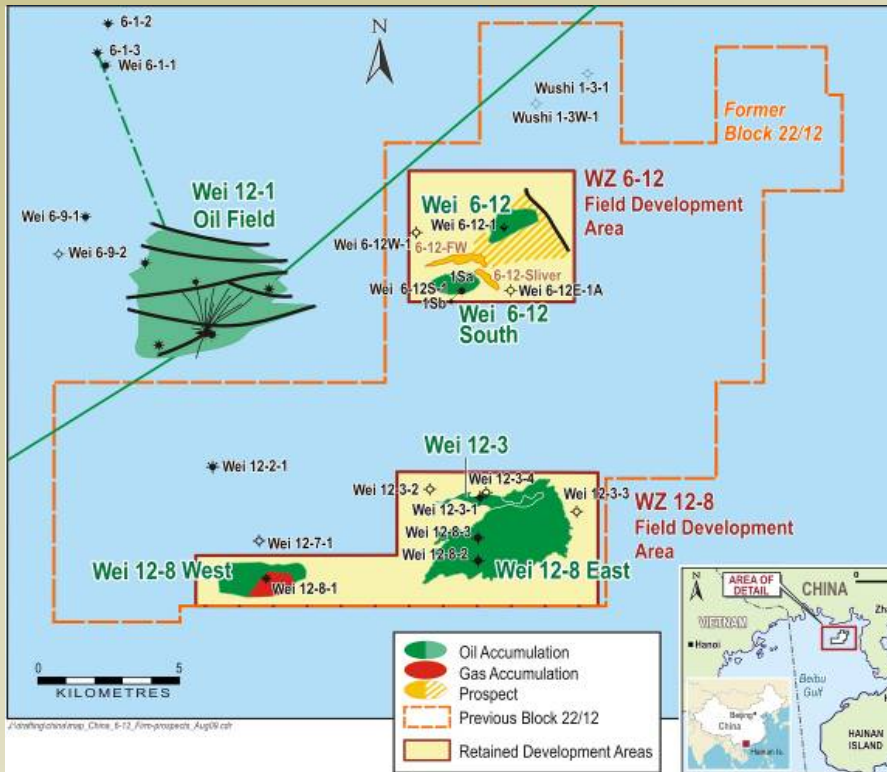 6-1-2
6-1-3
Wei 6-1-1
N
Wushi 1-3-1
Wushi 1-3W-1
Former
Block 22/12
Wei 12-1
Oil Field
Wei 6-9-1
Wei 6-9-2
WZ 6-12
Field Development
Area
Wei 6-12
Wei 6-12-1
Wei 6-12W-1
6-12-FW
6-12-Sliver
1Sa
Wei 6-12S-1
1Sb
Wei 6-12E-1A
Wei 6-12
South
Wei 12-2-1
Wei 12-3
Wei 12-3-2
Wei 12-3-4
Wei 12-3-3
Wei 12-3-1
Wei 12-8-3
Wei 12-8-2
WZ 12-8
Field Development
Area
Wei 12-7-1
Wei 12-8 West
Wei 12-8-1
Wei 12-8 East
0 5
KILOMETRES
Oil Accumulation
Gas Accumulation
Prospect
Previous Block 22/12
Retained Development Areas
N
AREA OF
DETAIL
CHINA
0
Zh
VIETNAM
Hanoi
Beibu
Gulf
Beijing
China
Hainan Is.
HAINAN
ISLAND